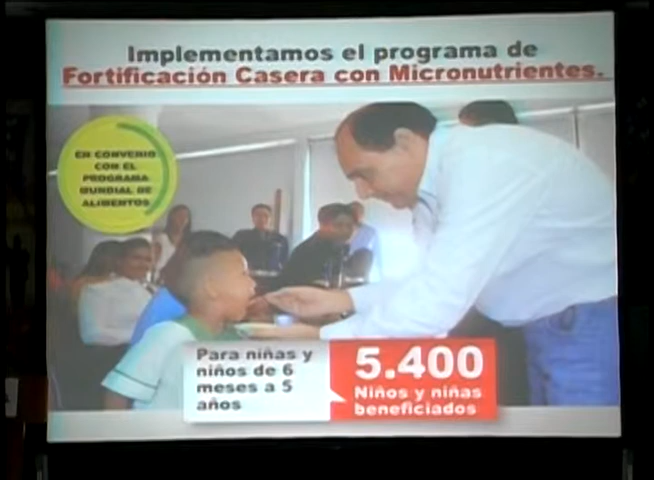 Implementamos el programa de
Fortificación Casera con Micronutrientes.
EN CONVENIO
CON EL
PROGRAMA
MUNDIAL DE
ALIMENTOS
Para niñas y
niños de 6
meses a 5
años
5.400
Niños y niñas
beneficiados